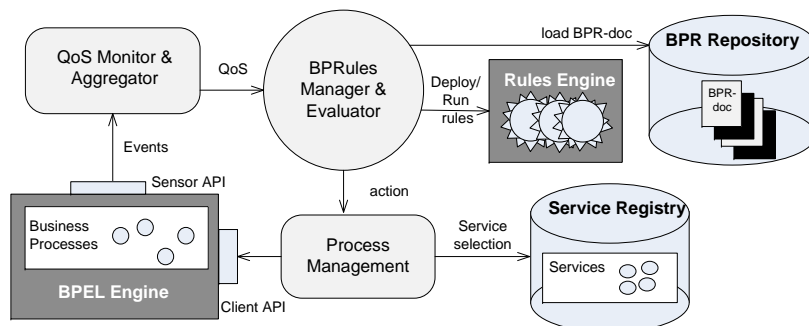 QoS Monitor &
Aggregator
QoS
BPRules
Manager &
Evaluator
load BPR-doc
Deploy/
Run
rules
Rules Engine
BPR Repository
BPR-
doc
Events
Sensor API
action
Business
Processes
BPEL Engine
Client API
Process
Management
Service
selection
Service Registry
Services